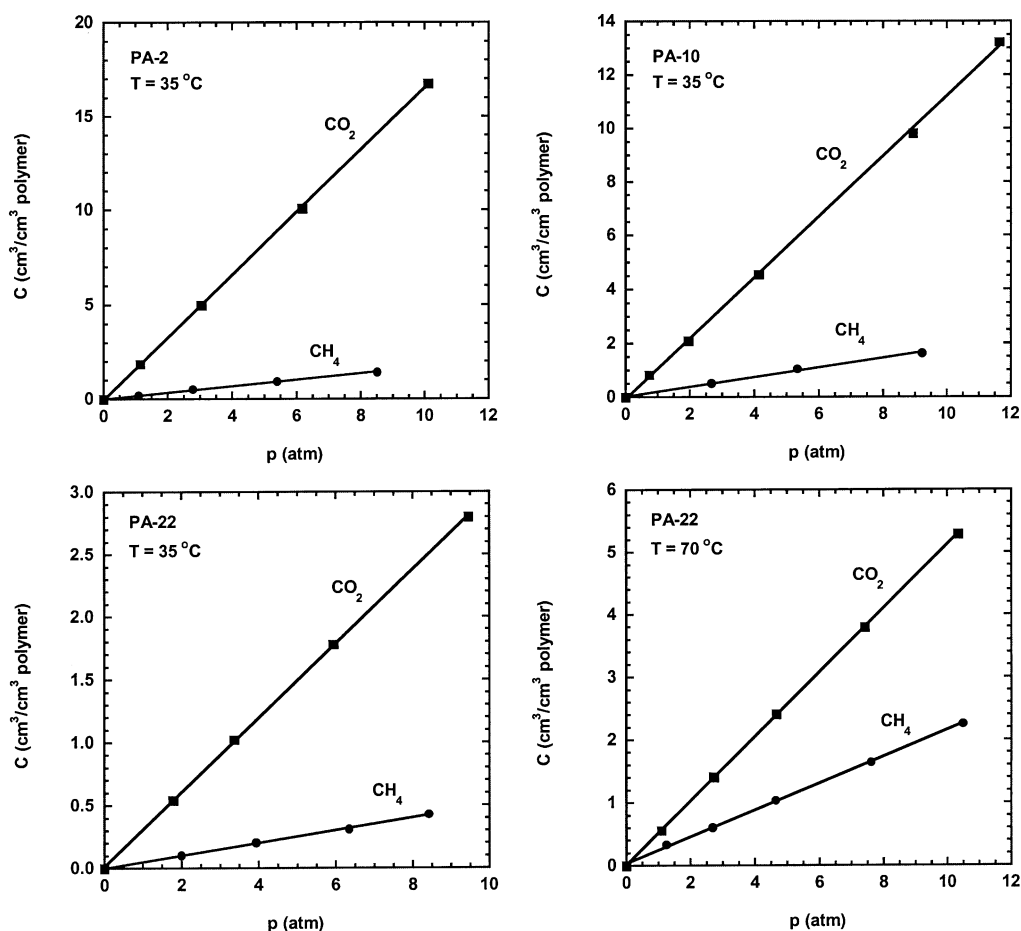 PA-2
T = 35 °C
CO₂
CH₄
C (cm³/cm³ polymer)
20
15
10
5
0
0 2 4 6 8 10 12
p (atm)
PA-10
T = 35 °C
CO₂
CH₄
C (cm³/cm³ polymer)
14
12
10
8
6
4
2
0
0 2 4 6 8 10 12
p (atm)
PA-22
T = 35 °C
CO₂
CH₄
C (cm³/cm³ polymer)
3.0
2.5
2.0
1.5
1.0
0.5
0.0
0 2 4 6 8 10
p (atm)
PA-22
T = 70 °C
CO₂
CH₄
C (cm³/cm³ polymer)
6
5
4
3
2
1
0
0 2 4 6 8 10 12
p (atm)